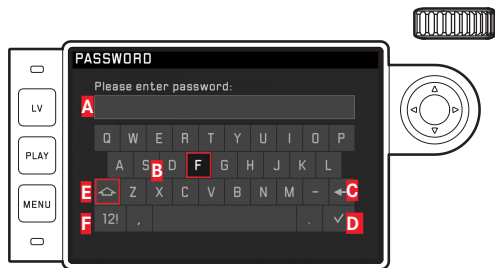 PASSWORD
Please enter password:
A
LV
Q W E R T Y U I O P
PLAY
A S B D F G H J K L
E Z X C V B N M - C
MENU
F 12! , . D